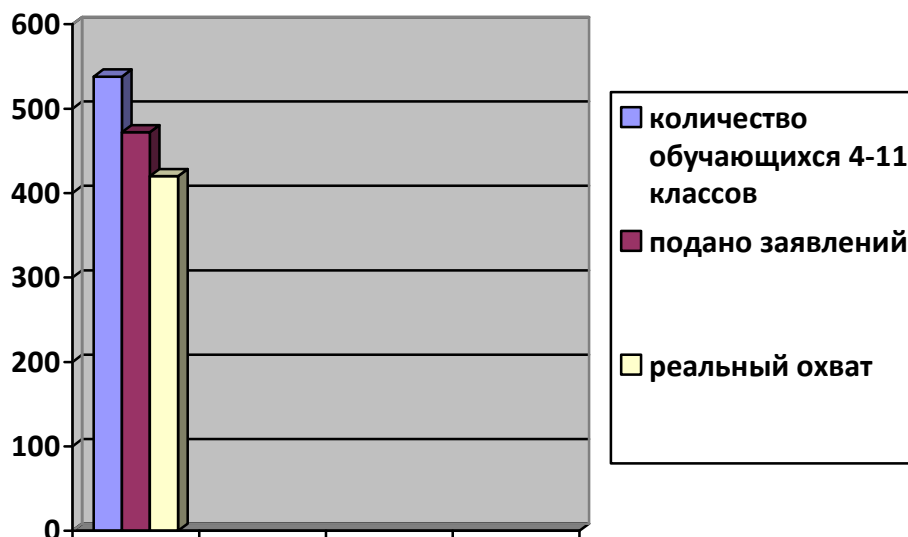 600
500
400
300
200
100
0
количество
обучающихся 4-11
классов
подано заявлений
реальный охват